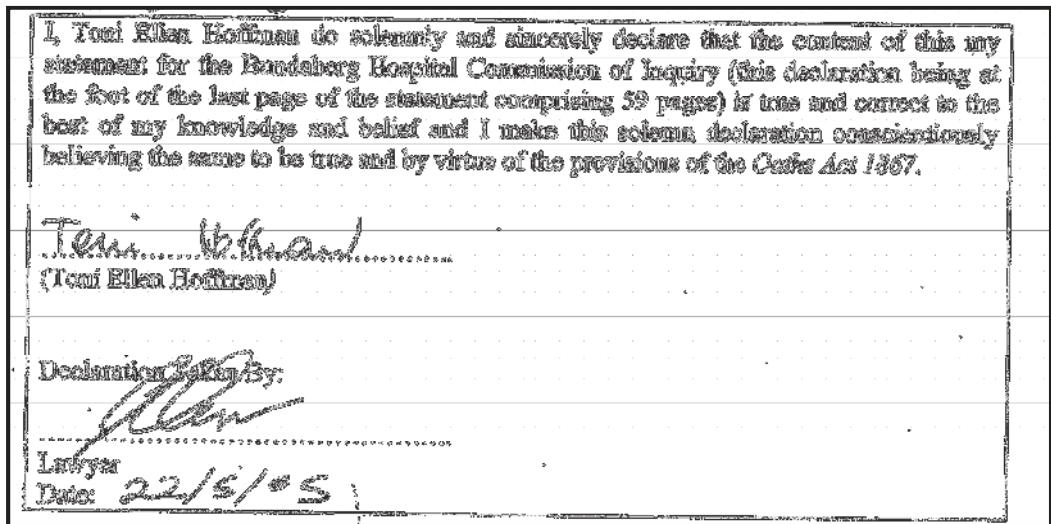 I, Toni Ellen Hoffman do solemnly and sincerely declare that the content of this my
statement for the Bundaberg Hospital Commission of Inquiry (this declaration being at
the foot of the last page of the statement comprising 59 pages) is true and correct to the
best of my knowledge and belief and I make this solemn declaration conscientiously
believing the same to be true and by virtue of the provisions of the Oaths Act 1867.
Toni Hoffman
(Toni Ellen Hoffman)
Declaration Taken By:
Lawyer
Date: 22/5/05